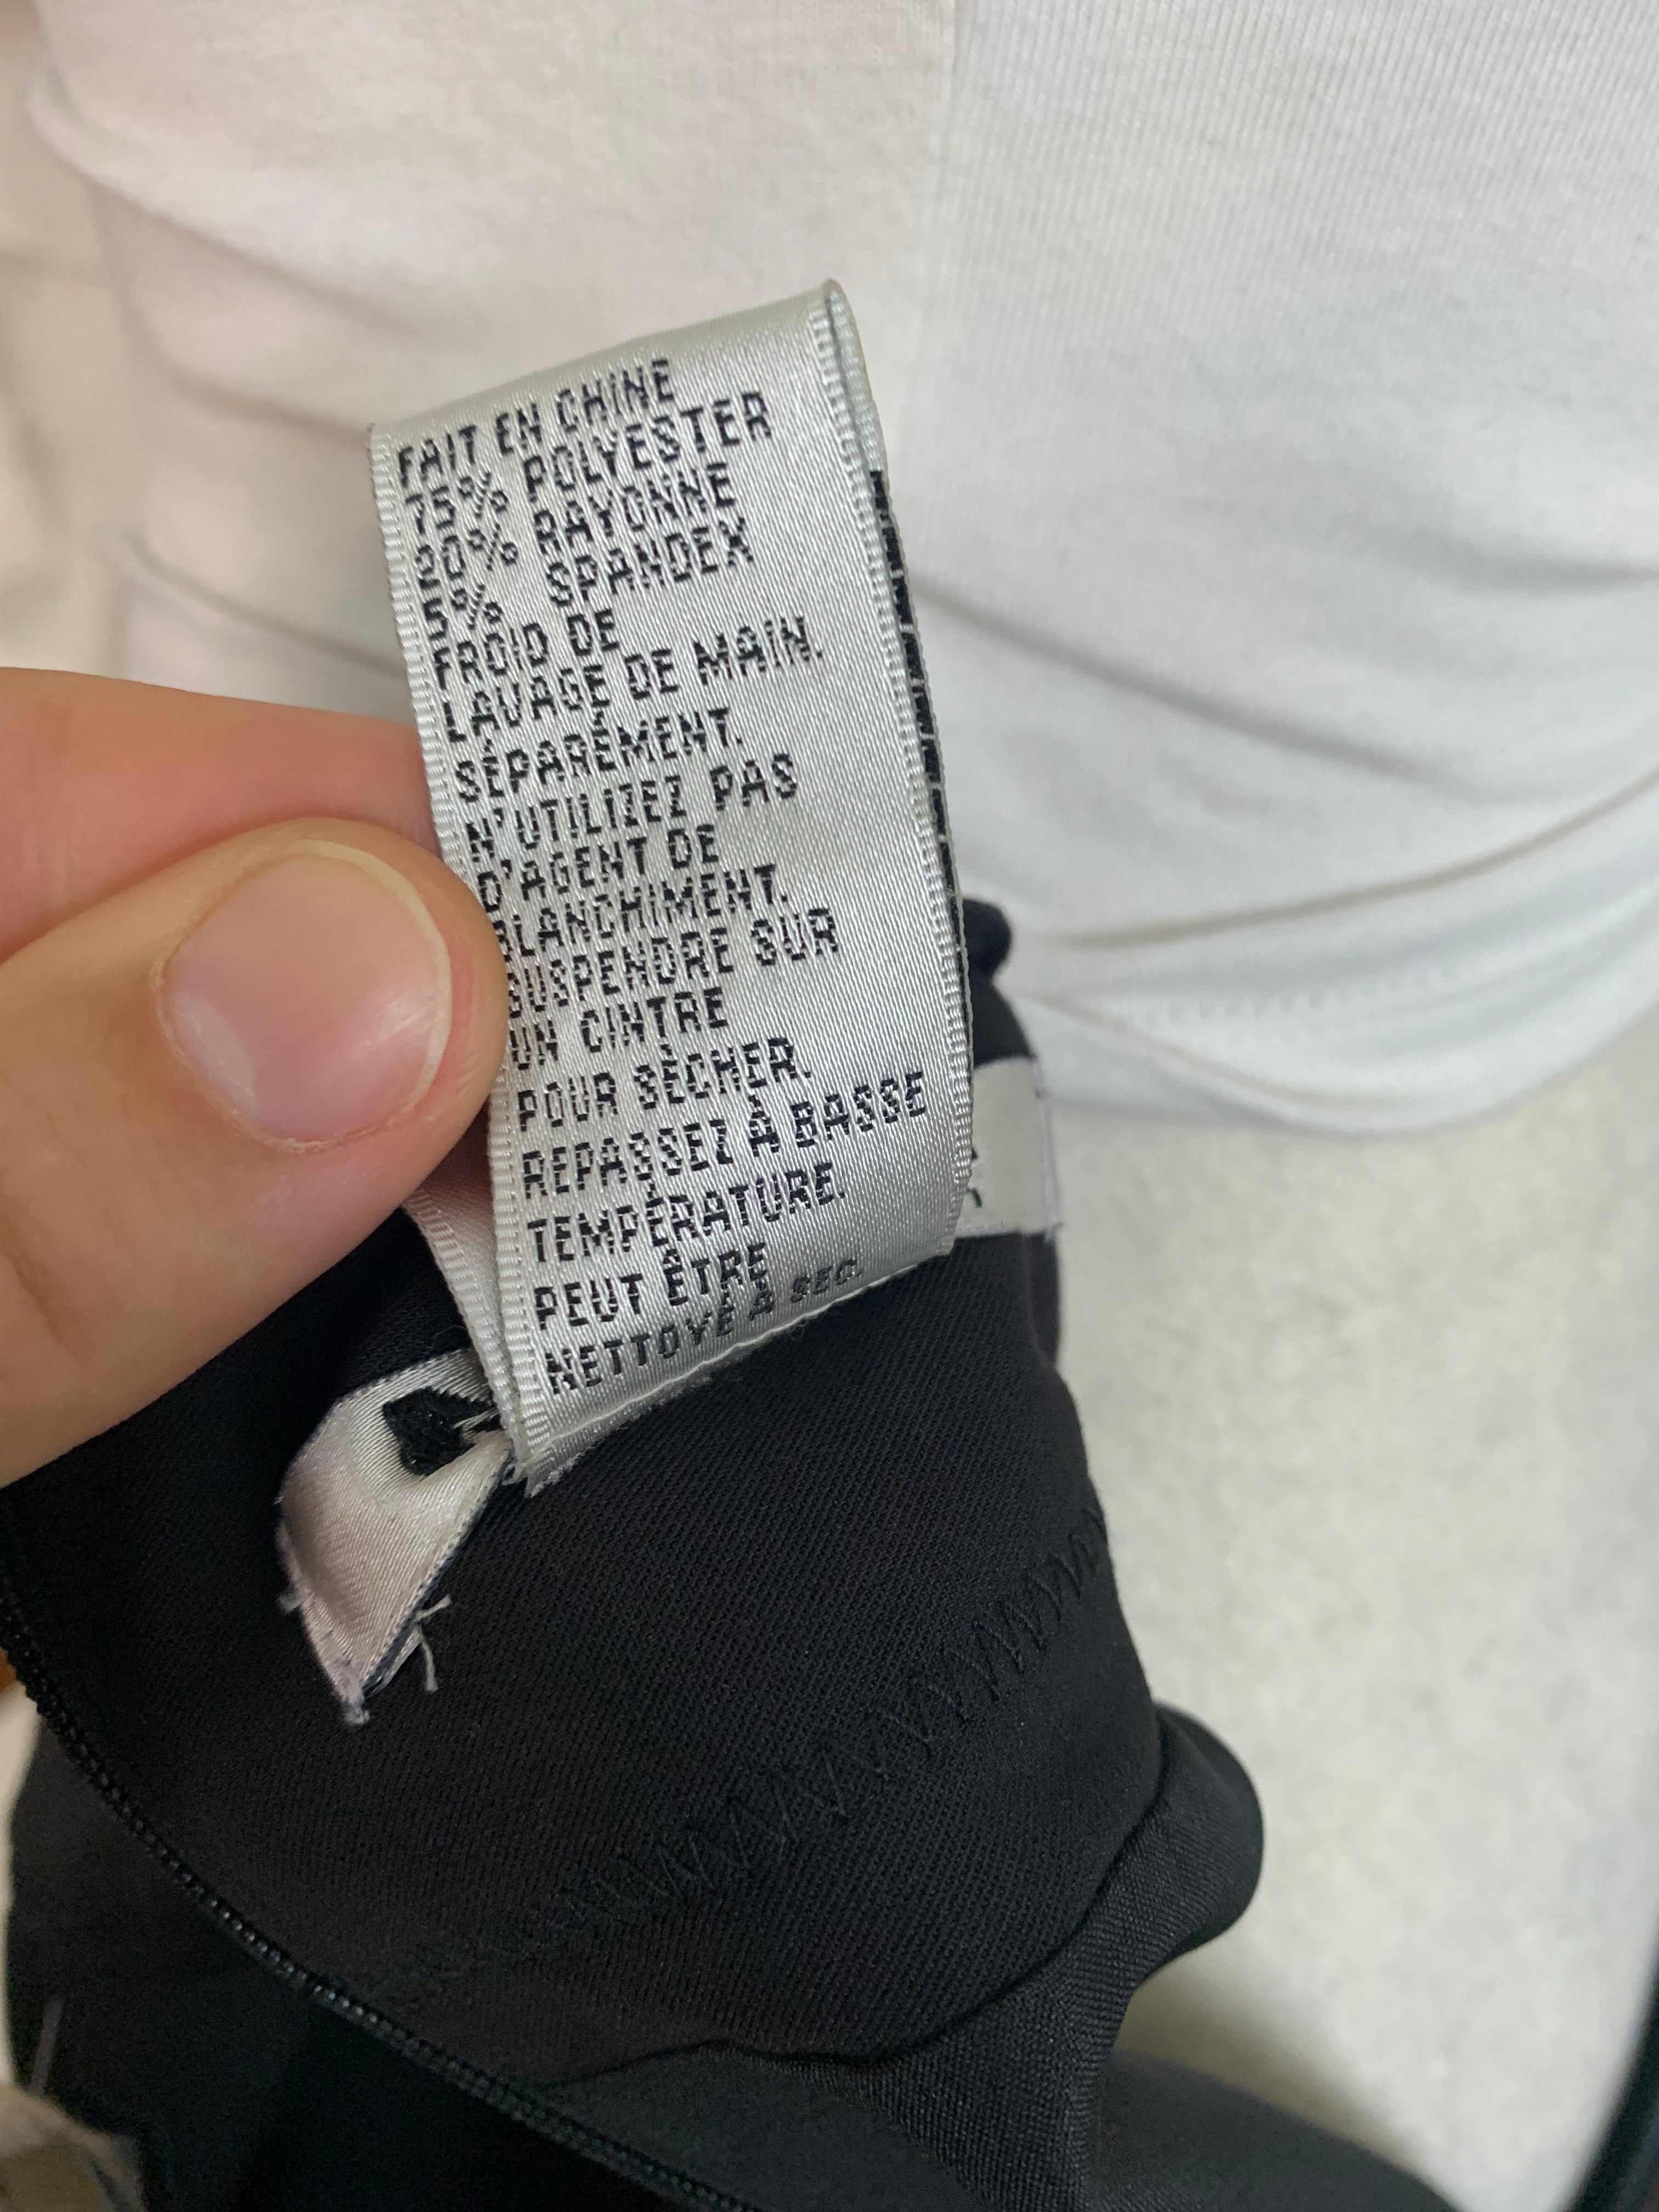 FAIT EN CHINE
75% POLYESTER
20% RAYONNE
5% SPANDEX
FROID DE
LAVAGE DE MAIN.
SÉPARÉMENT.
N'UTILIZEZ PAS
D'AGENT DE
BLANCHIMENT.
SUSPENDRE SUR
UN CINTRE
POUR SÈCHER.
REPASSEZ À BASSE
TEMPÉRATURE.
PEUT ÊTRE
NETTOYÉ À SEC.